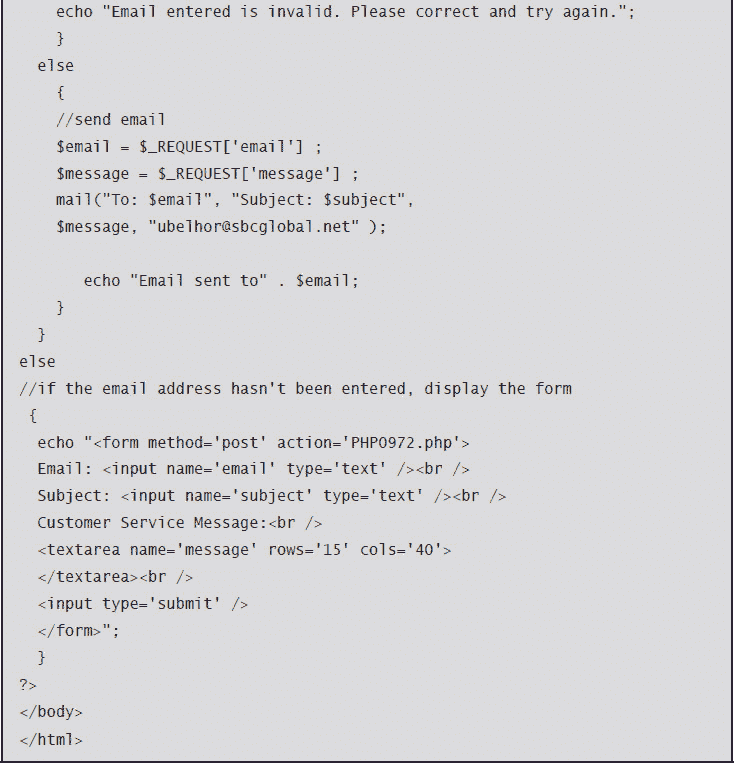 echo "Email entered is invalid. Please correct and try again.";
}
else
{
//send email
$email = $_REQUEST['email'] ;
$message = $_REQUEST['message'] ;
mail("To: $email", "Subject: $subject",
$message, "ubelhor@sbcglobal.net" );
echo "Email sent to" . $email;
}
}
else
//if the email address hasn't been entered, display the form
{
echo "<form method='post' action='PHP0972.php'>
Email: <input name='email' type='text' /><br />
Subject: <input name='subject' type='text' /><br />
Customer Service Message:<br />
<textarea name='message' rows='15' cols='40'>
</textarea><br />
<input type='submit' />
</form>";
}
?>
</body>
</html>